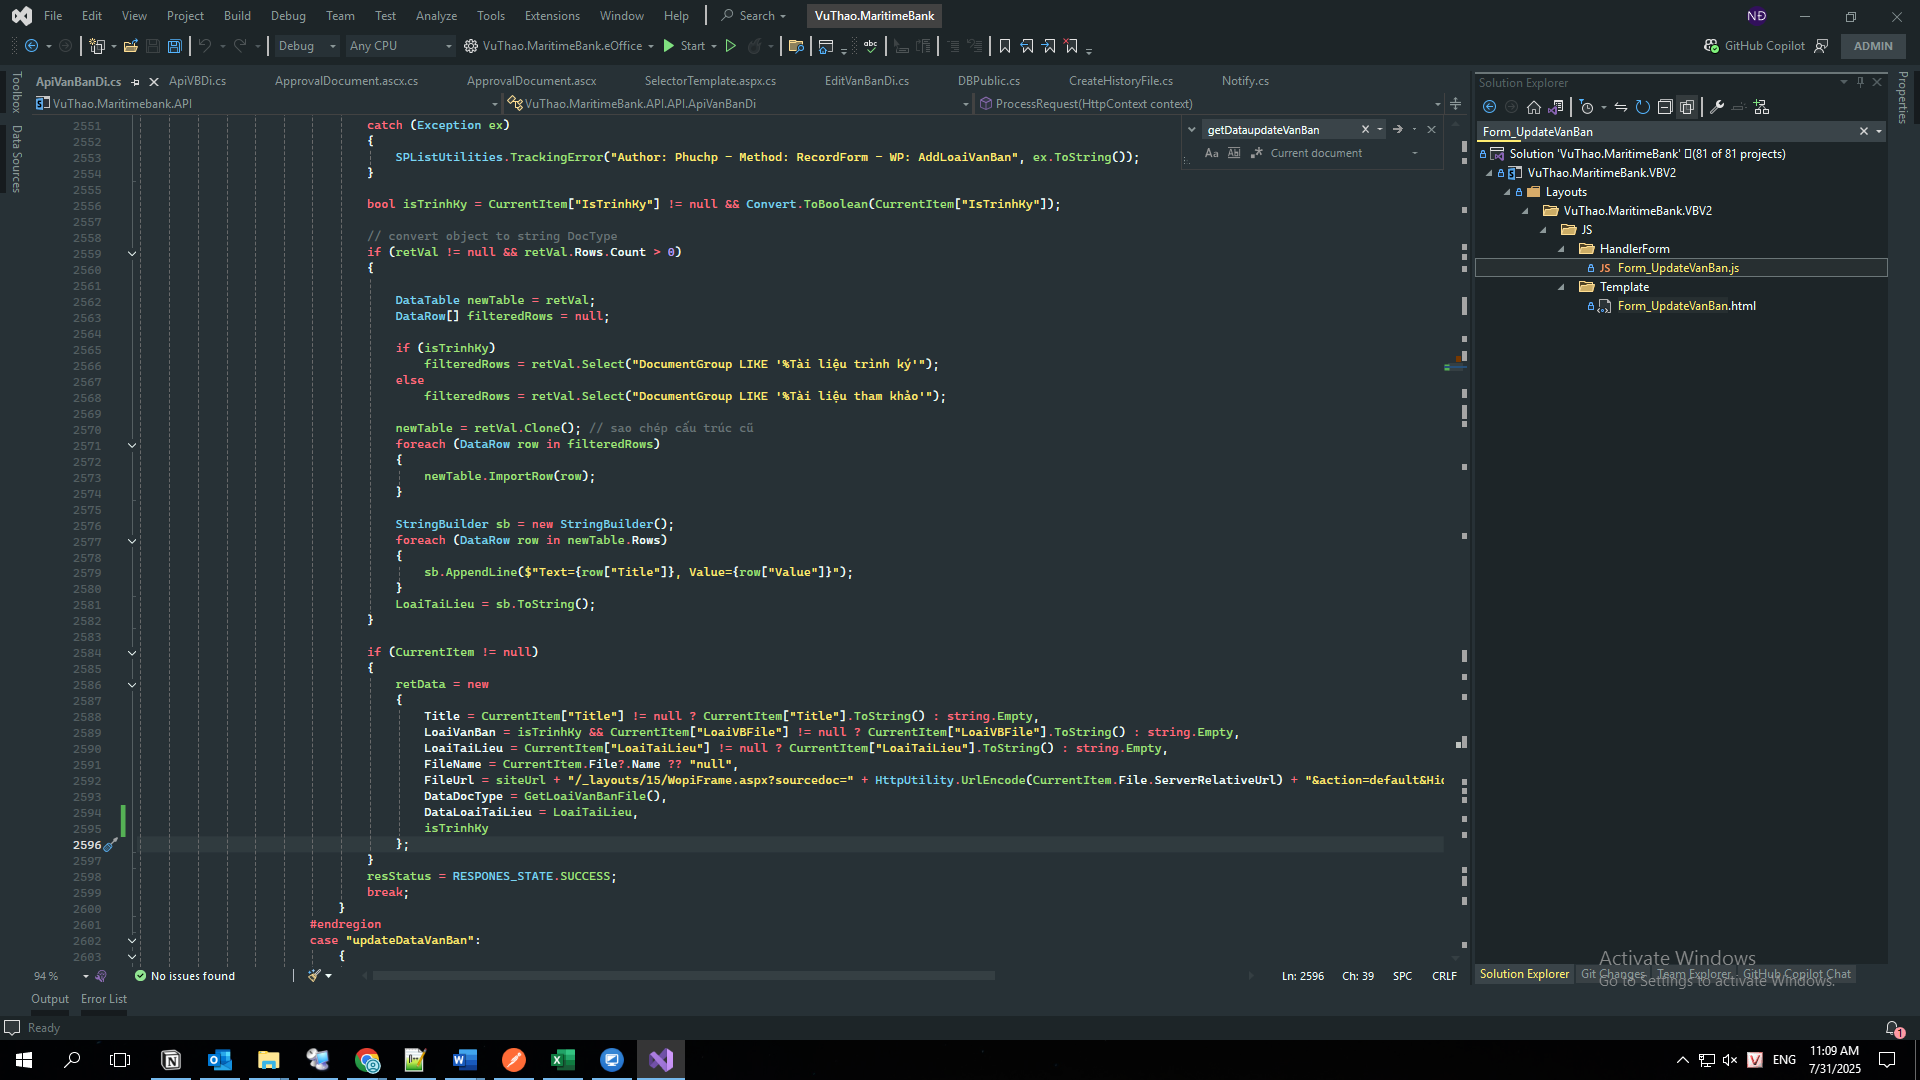 File Edit View Project Build Debug Team Test Analyze Tools Extensions Window Help Search VuThao.MaritimeBank NĐ
Debug Any CPU VuThao.MaritimeBank.eOffice Start GitHub Copilot ADMIN
ApiVanBanDi.cs ApiVBDi.cs ApprovalDocument.ascx.cs ApprovalDocument.ascx SelectorTemplate.aspx.cs EditVanBanDi.cs DBPublic.cs CreateHistoryFile.cs Notify.cs
VuThao.Maritimebank.API VuThao.MaritimeBank.API.API.ApiVanBanDi ProcessRequest(HttpContext context)
Toolbox
Data Sources
getDataupdateVanBan
Aa Ab Current document
2551 catch (Exception ex)
2552 {
2553 SPListUtilities.TrackingError("Author: Phuchp - Method: RecordForm - WP: AddLoaiVanBan", ex.ToString());
2554 }
2555
2556 bool isTrinhKy = CurrentItem["IsTrinhKy"] != null && Convert.ToBoolean(CurrentItem["IsTrinhKy"]);
2557
2558 // convert object to string DocType
2559 if (retVal != null && retVal.Rows.Count > 0)
2560 {
2561
2562 DataTable newTable = retVal;
2563 DataRow[] filteredRows = null;
2564
2565 if (isTrinhKy)
2566 filteredRows = retVal.Select("DocumentGroup LIKE '%Tài liệu trình ký'");
2567 else
2568 filteredRows = retVal.Select("DocumentGroup LIKE '%Tài liệu tham khảo'");
2569
2570 newTable = retVal.Clone(); // sao chép cấu trúc cũ
2571 foreach (DataRow row in filteredRows)
2572 {
2573 newTable.ImportRow(row);
2574 }
2575
2576 StringBuilder sb = new StringBuilder();
2577 foreach (DataRow row in newTable.Rows)
2578 {
2579 sb.AppendLine($"Text={row["Title"]}, Value={row["Value"]}");
2580 }
2581 LoaiTaiLieu = sb.ToString();
2582 }
2583
2584 if (CurrentItem != null)
2585 {
2586 retData = new
2587 {
2588 Title = CurrentItem["Title"] != null ? CurrentItem["Title"].ToString() : string.Empty,
2589 LoaiVanBan = isTrinhKy && CurrentItem["LoaiVBFile"] != null ? CurrentItem["LoaiVBFile"].ToString() : string.Empty,
2590 LoaiTaiLieu = CurrentItem["LoaiTaiLieu"] != null ? CurrentItem["LoaiTaiLieu"].ToString() : string.Empty,
2591 FileName = CurrentItem.File?.Name ?? "null",
2592 FileUrl = siteUrl + "/_layouts/15/WopiFrame.aspx?sourcedoc=" + HttpUtility.UrlEncode(CurrentItem.File.ServerRelativeUrl) + "&action=default&Hid
2593 DataDocType = GetLoaiVanBanFile(),
2594 DataLoaiTaiLieu = LoaiTaiLieu,
2595 isTrinhKy
2596 };
2597 }
2598 resStatus = RESPONES_STATE.SUCCESS;
2599 break;
2600 }
2601 #endregion
2602 case "updateDataVanBan":
2603 {
94 % No issues found Ln: 2596 Ch: 39 SPC CRLF
Output Error List
Ready
Solution Explorer
Form_UpdateVanBan
Solution 'VuThao.MaritimeBank' (81 of 81 projects)
VuThao.MaritimeBank.VBV2
Layouts
VuThao.MaritimeBank.VBV2
JS
HandlerForm
JS Form_UpdateVanBan.js
Template
Form_UpdateVanBan.html
Properties
Activate Windows
Go to Settings to activate Windows.
Solution Explorer Git Changes Team Explorer GitHub Copilot Chat
1
ENG 11:09 AM
7/31/2025